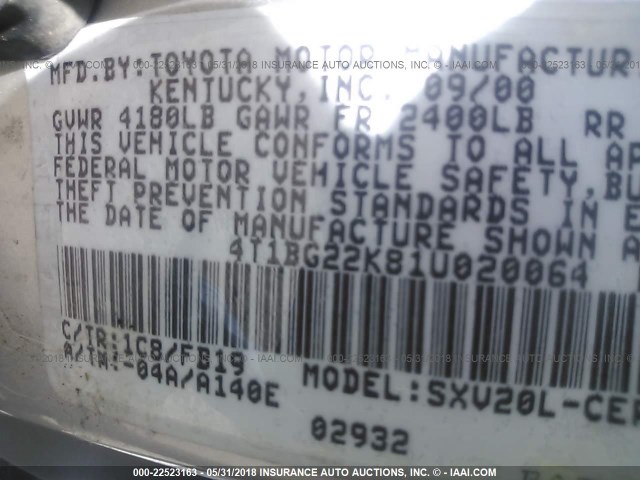 MFD.BY:TOYOTA MOTOR MANUFACTUR
KENTUCKY,INC. 09/00
GVWR 4180LB GAWR FR 2400LB RR
THIS VEHICLE CONFORMS TO ALL AP
FEDERAL MOTOR VEHICLE SAFETY,BU
THEFT PREVENTION STANDARDS IN E
THE DATE OF MANUFACTURE SHOWN A
4T1BG22K81U020064
C/TR:1C8/FB19
-04A/A140E
MODEL:SXV20L-CE
02932
000-22523163 - 05/31/2018 INSURANCE AUTO AUCTIONS, INC. - © - IAAI.COM